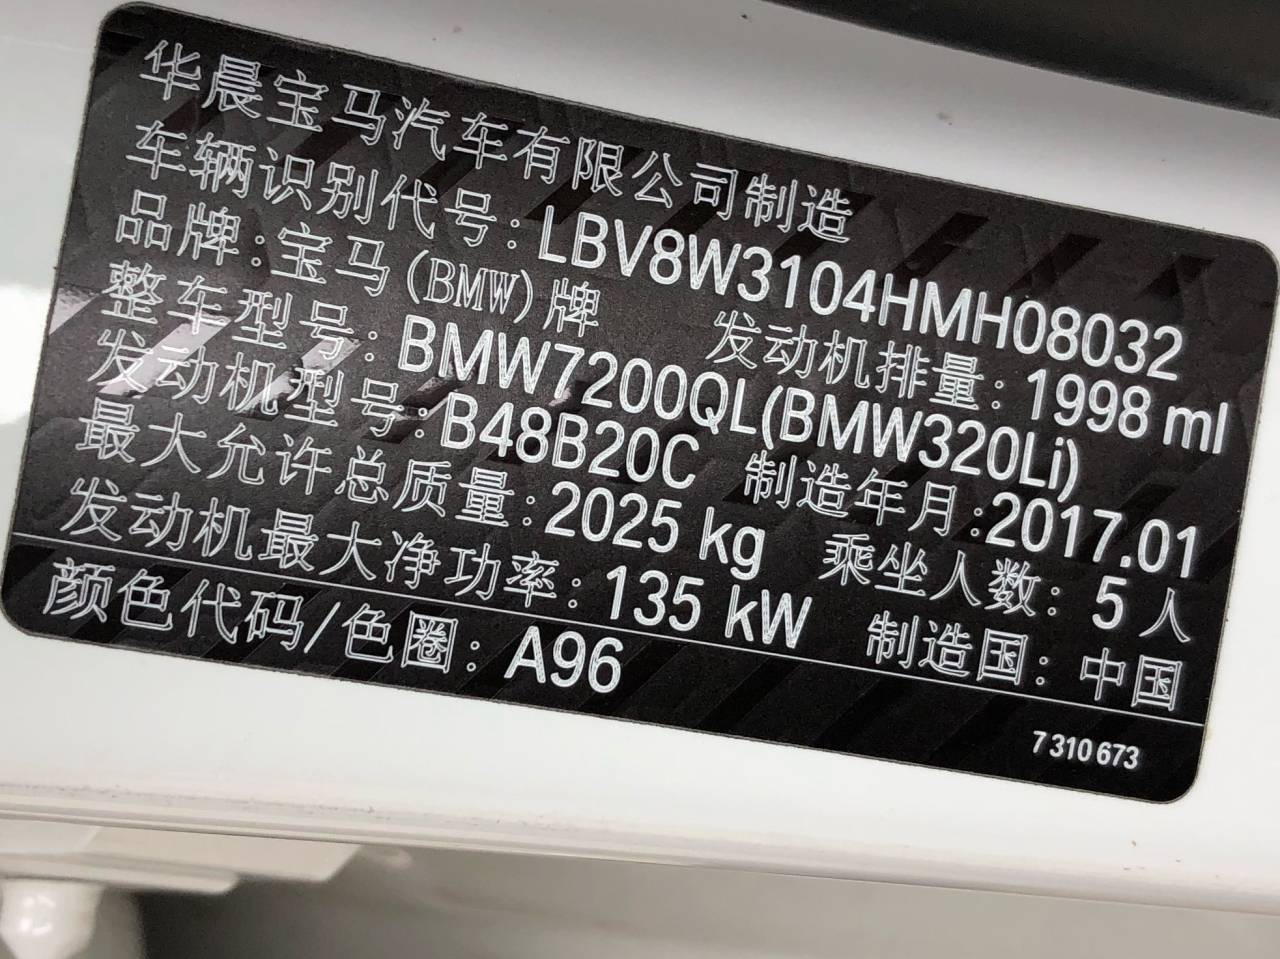 华晨宝马汽车有限公司制造
车辆识别代号: LBV8W3104HMH08032
品牌: 宝马(BMW)牌 发动机排量: 1998 ml
整车型号: BMW7200QL(BMW320Li)
发动机型号: B48B20C 制造年月: 2017.01
最大允许总质量: 2025 kg 乘坐人数: 5 人
发动机最大净功率: 135 kW 制造国: 中国
颜色代码/色圈: A96
7 310 673